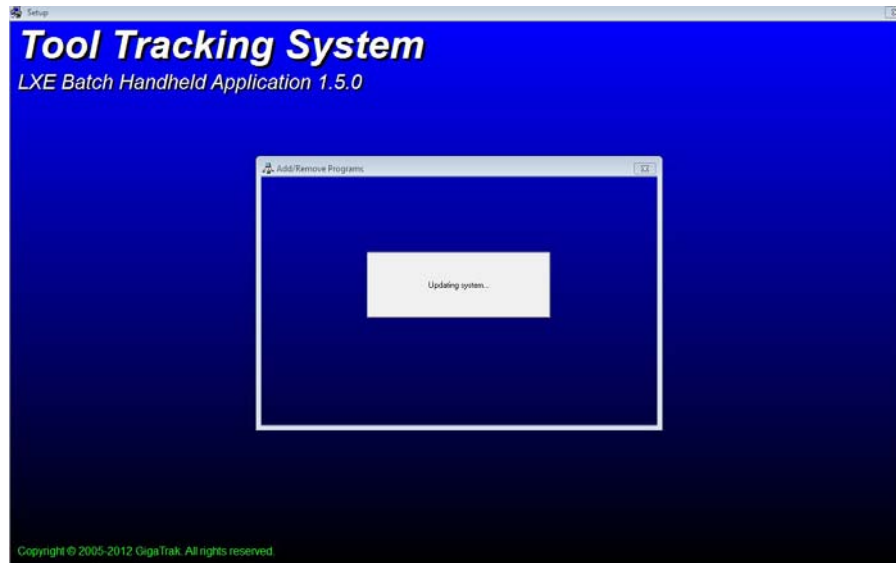 Setup
Tool Tracking System
LXE Batch Handheld Application 1.5.0
Add/Remove Programs
Updating system...
Copyright © 2005-2012 GigaTrak. All rights reserved.